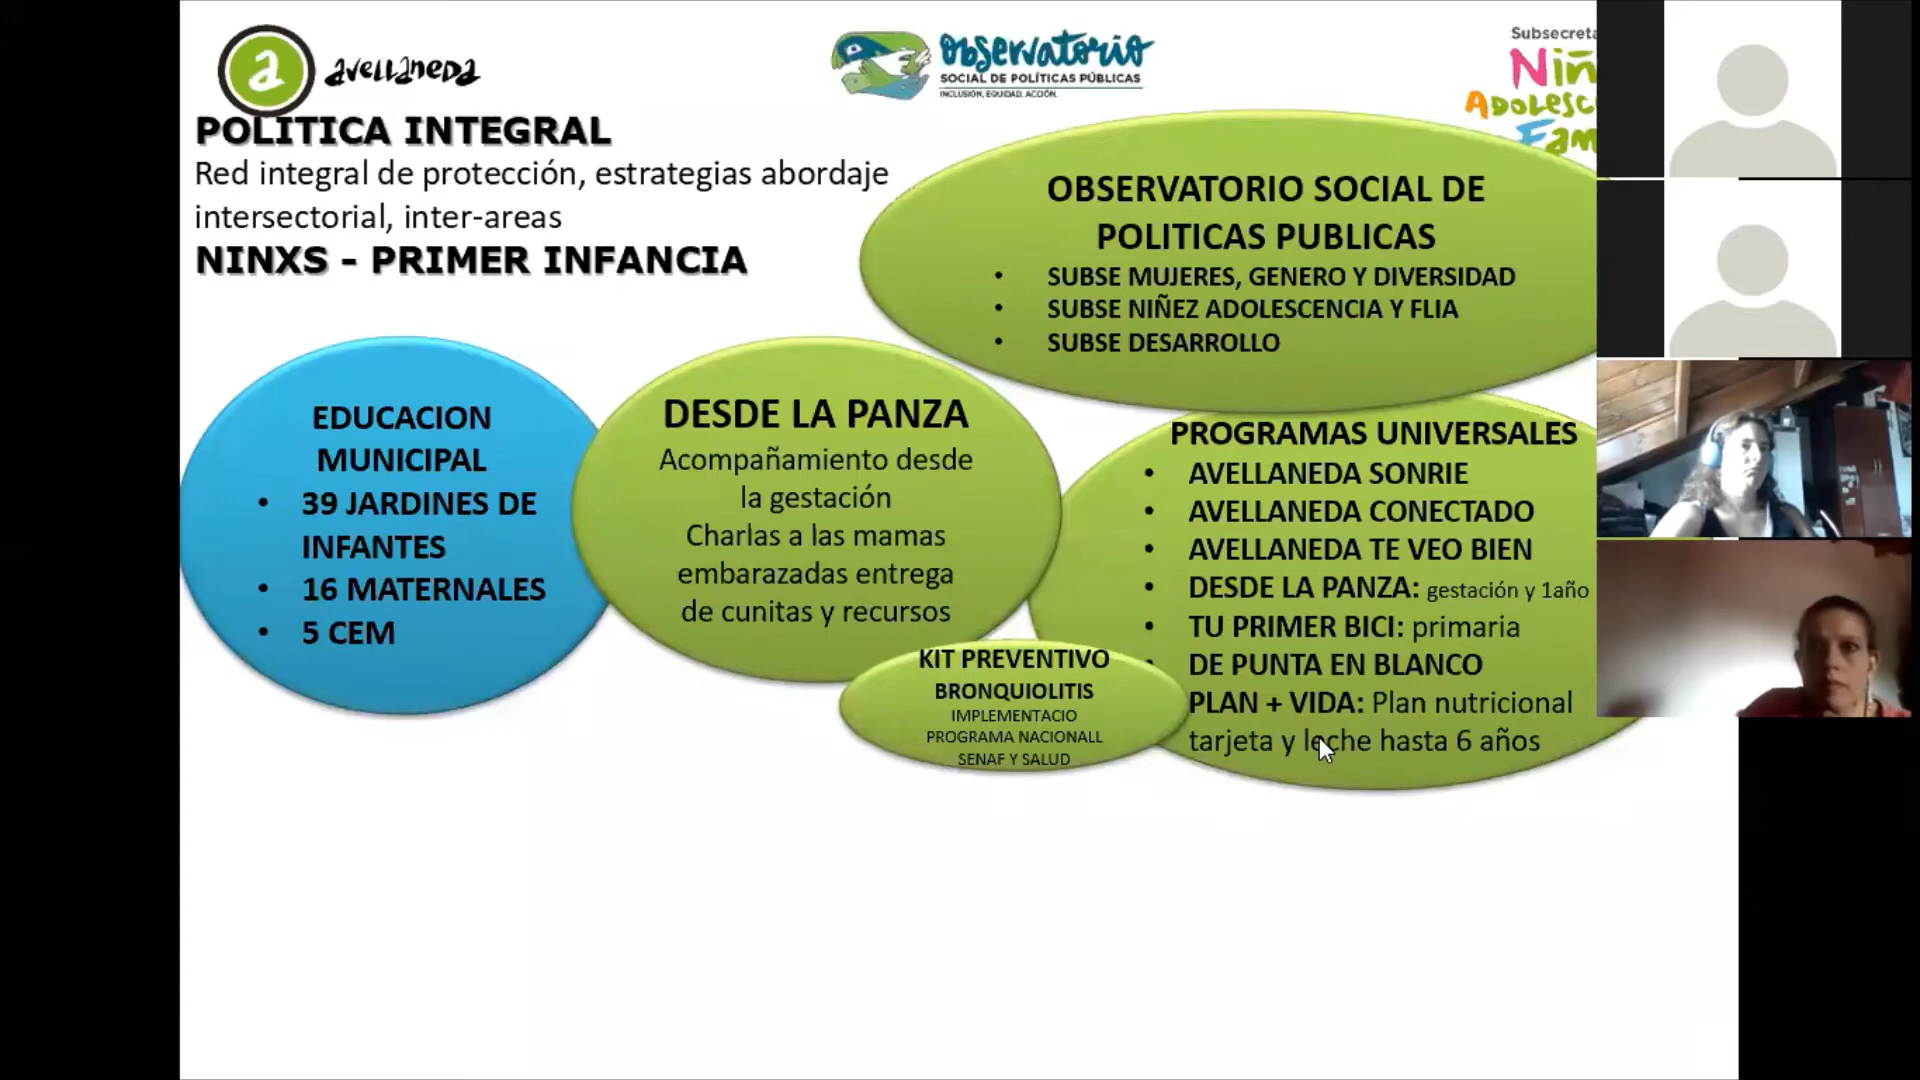 avellaneda
Observatorio
SOCIAL DE POLÍTICAS PÚBLICAS
INCLUSIÓN, EQUIDAD, ACCIÓN.
POLITICA INTEGRAL
Red integral de protección, estrategias abordaje
intersectorial, inter-areas
NINXS - PRIMER INFANCIA
OBSERVATORIO SOCIAL DE
POLITICAS PUBLICAS
• SUBSE MUJERES, GENERO Y DIVERSIDAD
• SUBSE NIÑEZ ADOLESCENCIA Y FLIA
• SUBSE DESARROLLO
EDUCACION
MUNICIPAL
• 39 JARDINES DE
INFANTES
• 16 MATERNALES
• 5 CEM
DESDE LA PANZA
Acompañamiento desde
la gestación
Charlas a las mamas
embarazadas entrega
de cunitas y recursos
KIT PREVENTIVO
BRONQUIOLITIS
IMPLEMENTACIO
PROGRAMA NACIONALL
SENAF Y SALUD
PROGRAMAS UNIVERSALES
• AVELLANEDA SONRIE
• AVELLANEDA CONECTADO
• AVELLANEDA TE VEO BIEN
• DESDE LA PANZA: gestación y 1año
• TU PRIMER BICI: primaria
• DE PUNTA EN BLANCO
PLAN + VIDA: Plan nutricional
tarjeta y leche hasta 6 años